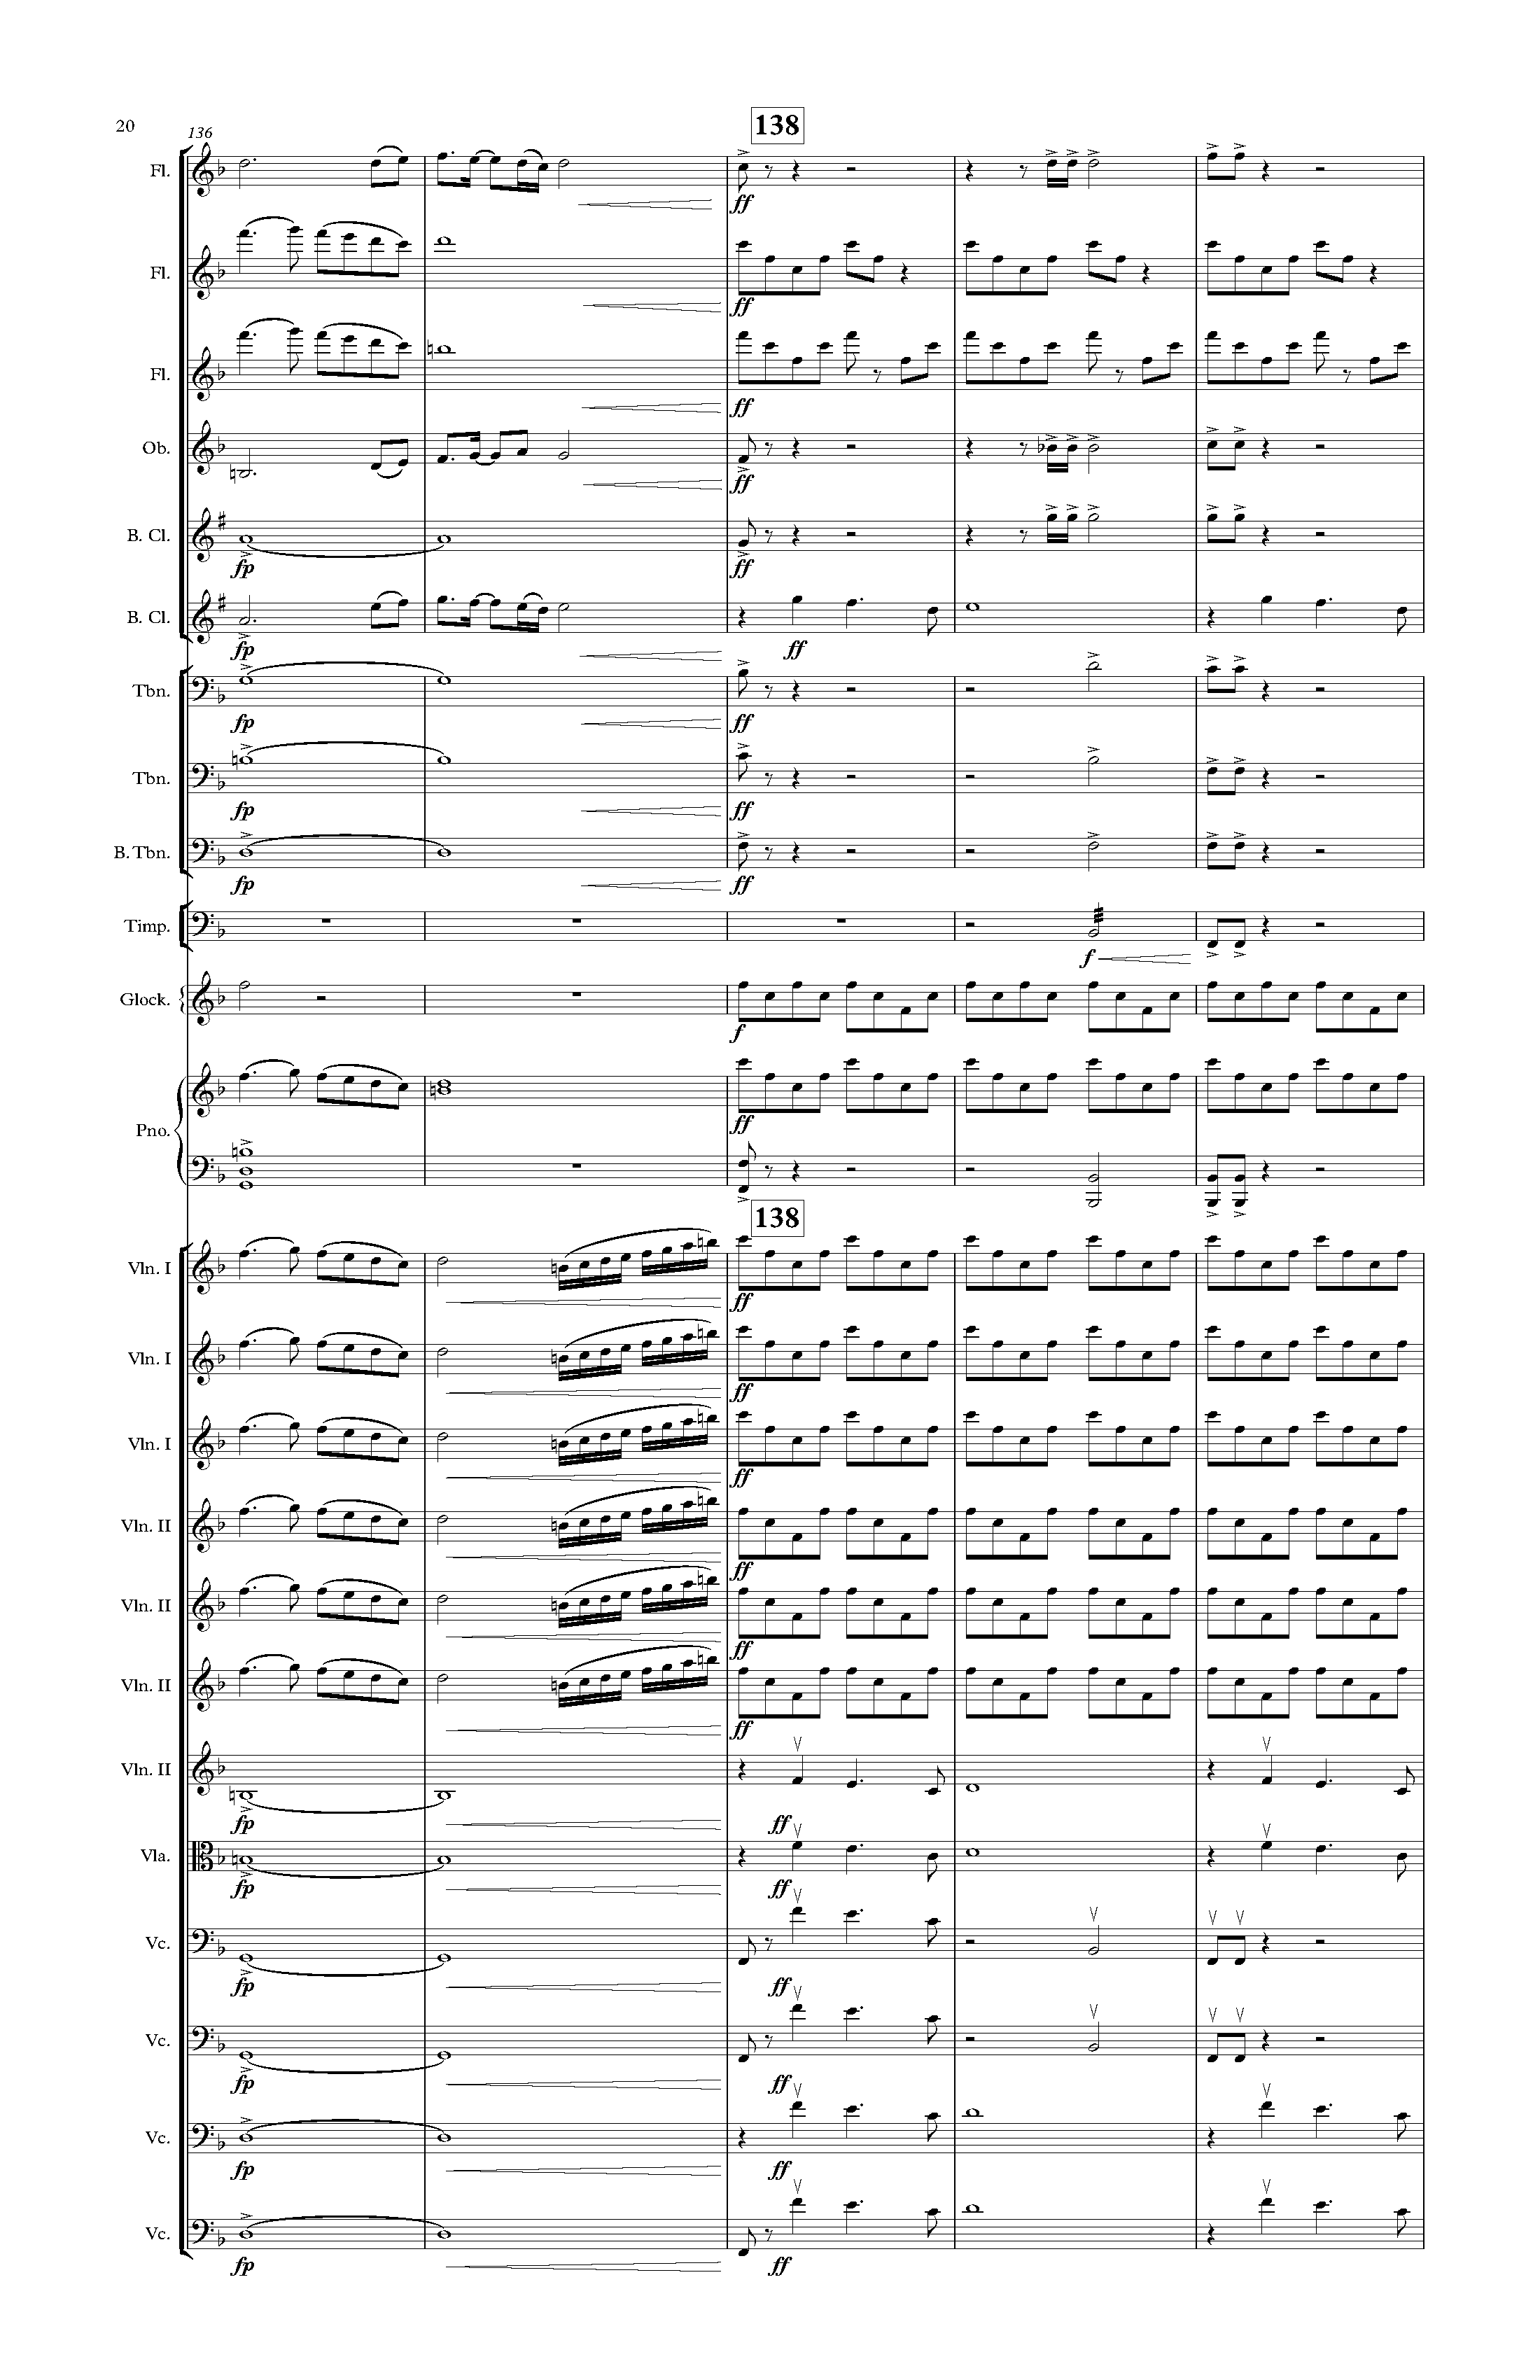 20
136
138
Fl.
ff
Fl.
ff
Fl.
ff
Ob.
ff
B. Cl.
fp
ff
B. Cl.
fp
ff
Tbn.
fp
ff
Tbn.
fp
ff
B. Tbn.
fp
ff
Timp.
f
Glock.
f
ff
Pno.
138
Vln. I
ff
Vln. I
ff
Vln. I
ff
Vln. II
ff
Vln. II
ff
Vln. II
ff
Vln. II
fp
ff
Vla.
fp
ff
Vc.
fp
ff
Vc.
fp
ff
Vc.
fp
ff
Vc.
fp
ff